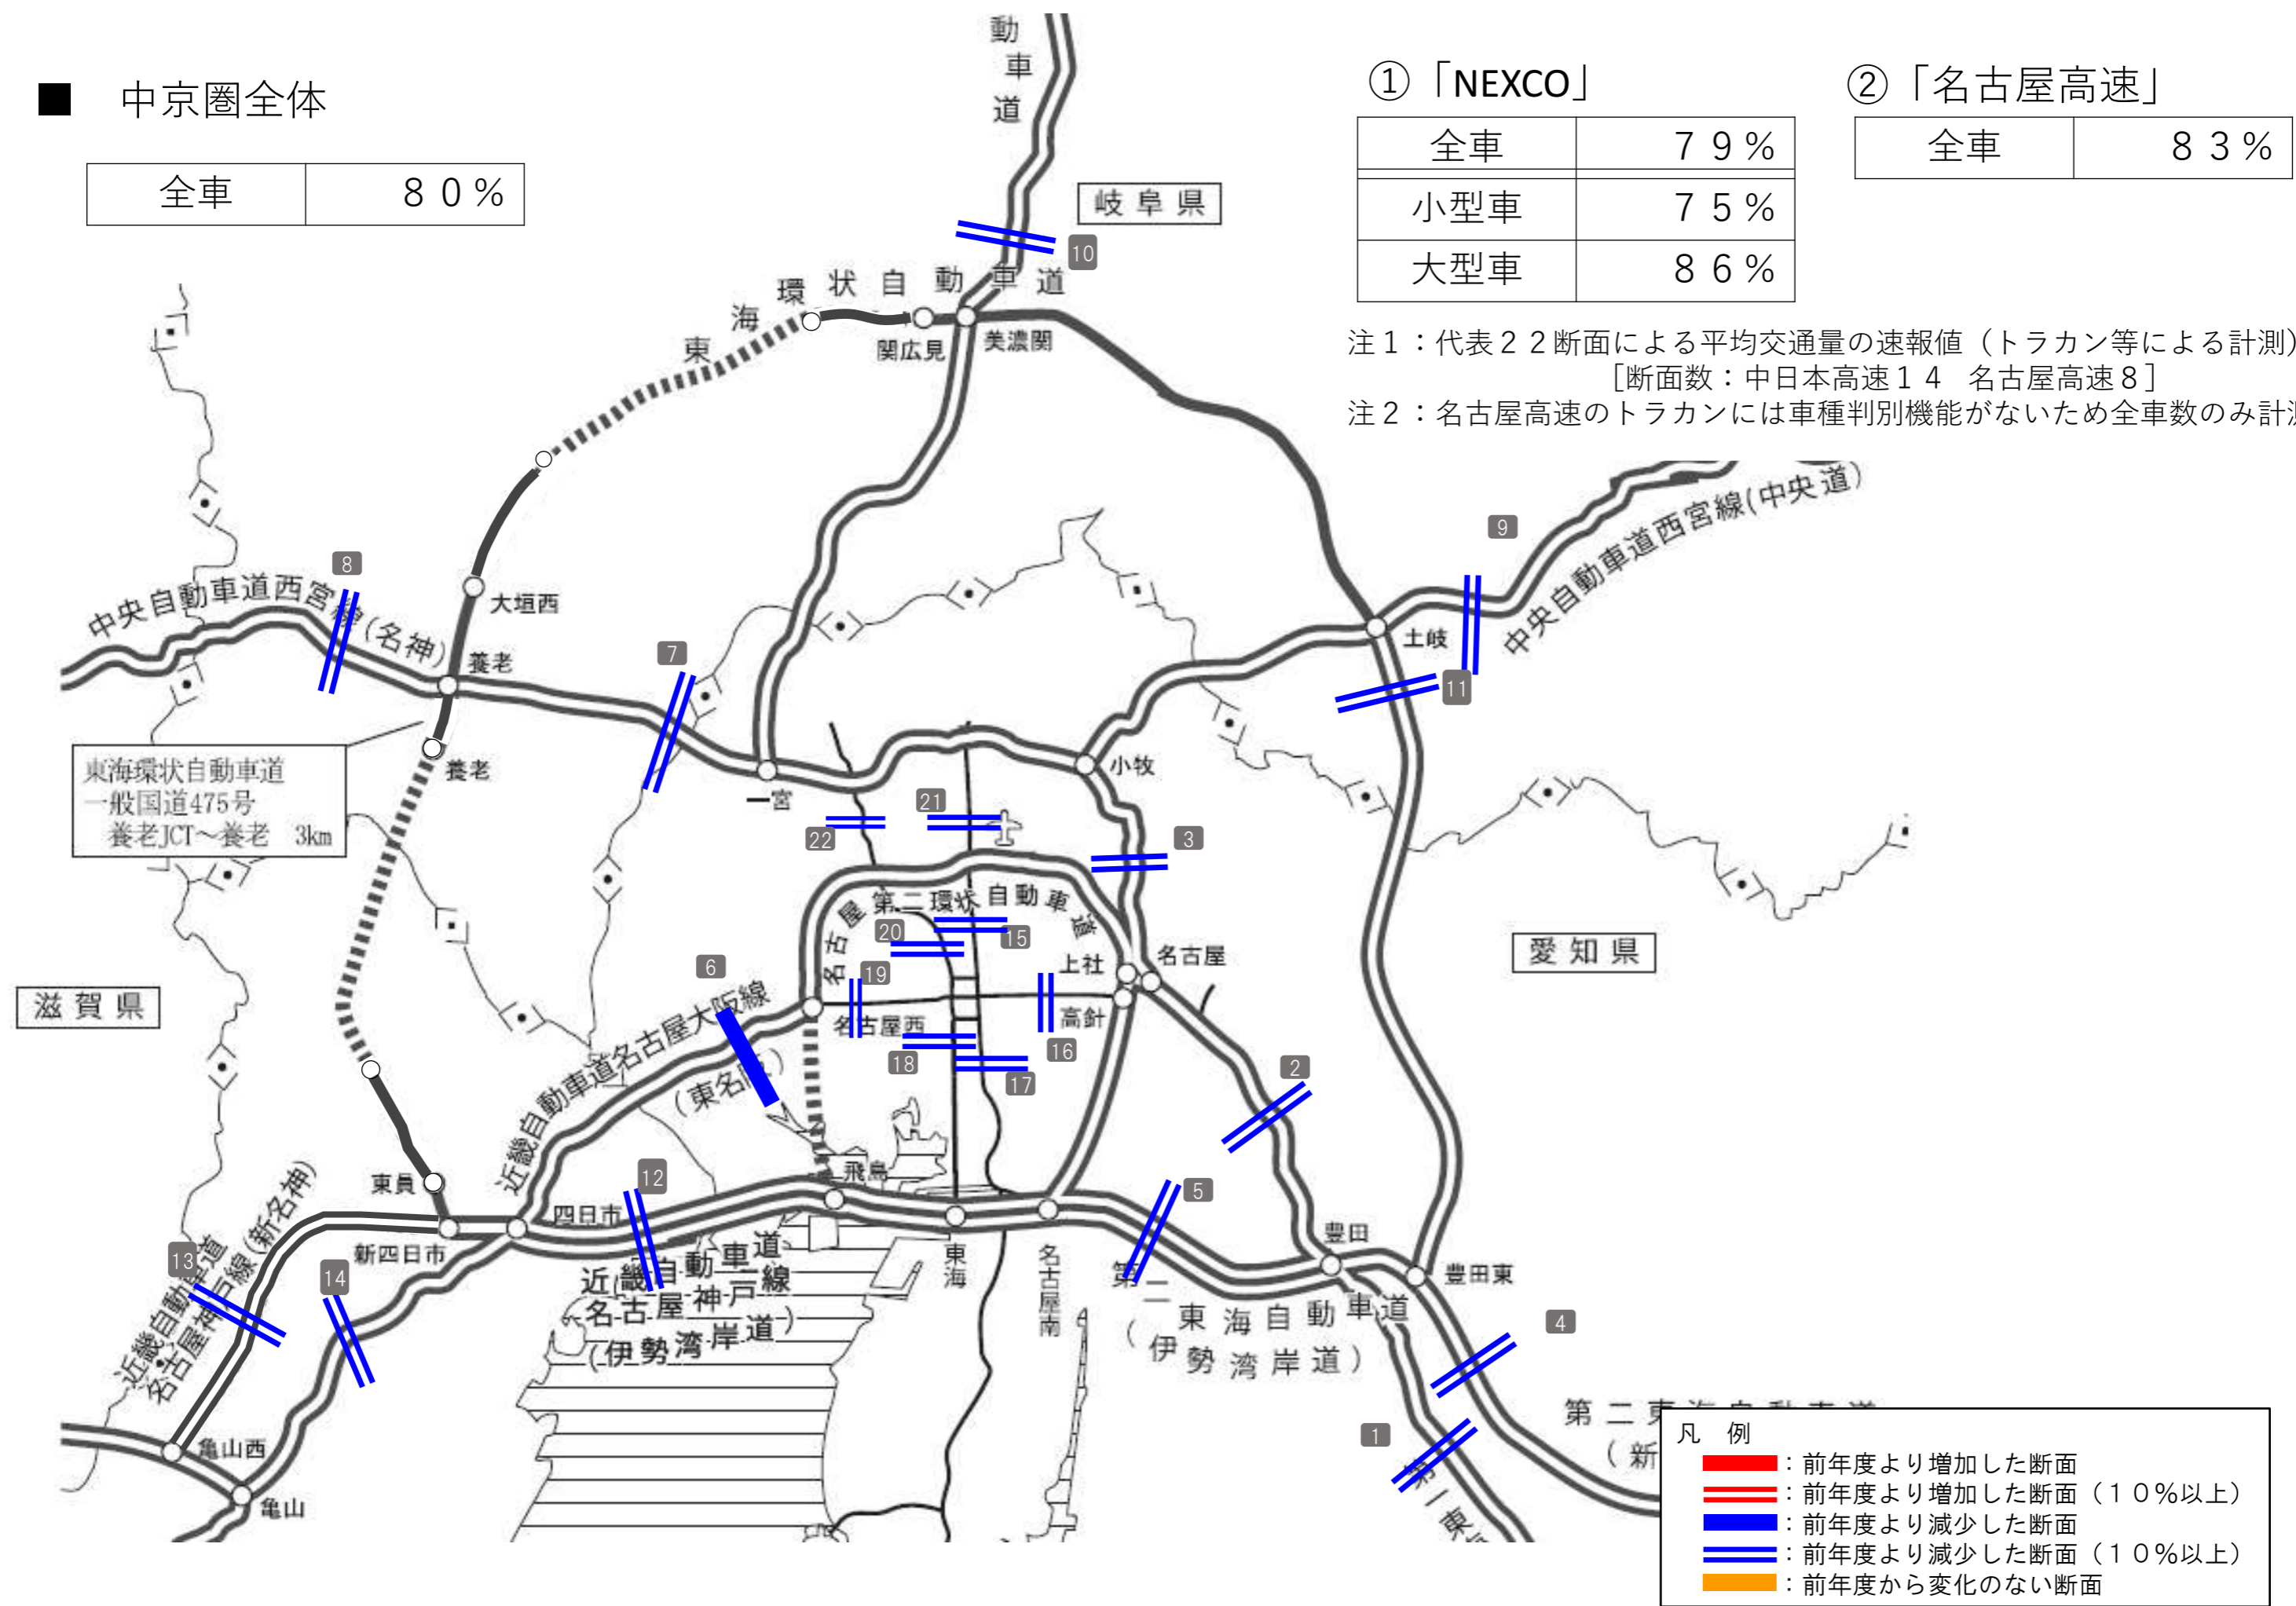 ■　中京圏全体
全車　８０％
①「NEXCO」
全車　７９％
小型車　７５％
大型車　８６％
②「名古屋高速」
全車　８３％
注１：代表２２断面による平均交通量の速報値（トラカン等による計測）
［断面数：中日本高速１４　名古屋高速８］
注２：名古屋高速のトラカンには車種判別機能がないため全車数のみ計測
動車道
岐阜県
10
東海環状自動車道
関広見
美濃関
9
中央自動車道西宮線(中央道)
8
中央自動車道西宮線(名神)
大垣西
養老
7
土岐
11
養老
東海環状自動車道
一般国道475号
養老JCT～養老　3km
一宮
小牧
21
22
3
名古屋第二環状自動車道
20
15
上社
名古屋
愛知県
6
19
滋賀県
近畿自動車道名古屋大阪線
(東名阪)
名古屋西
高針
18
16
17
2
飛島
東員
12
四日市
5
新四日市
近畿自動車道
名古屋神戸線(新名神)
13
14
近畿自動車道
名古屋神戸線
(伊勢湾岸道)
東海
名古屋南
豊田
豊田東
第二東海自動車道
(伊勢湾岸道)
4
1
亀山西
亀山
第二東海自動車道
(新
第一東
凡　例
：前年度より増加した断面
：前年度より増加した断面（１０％以上）
：前年度より減少した断面
：前年度より減少した断面（１０％以上）
：前年度から変化のない断面